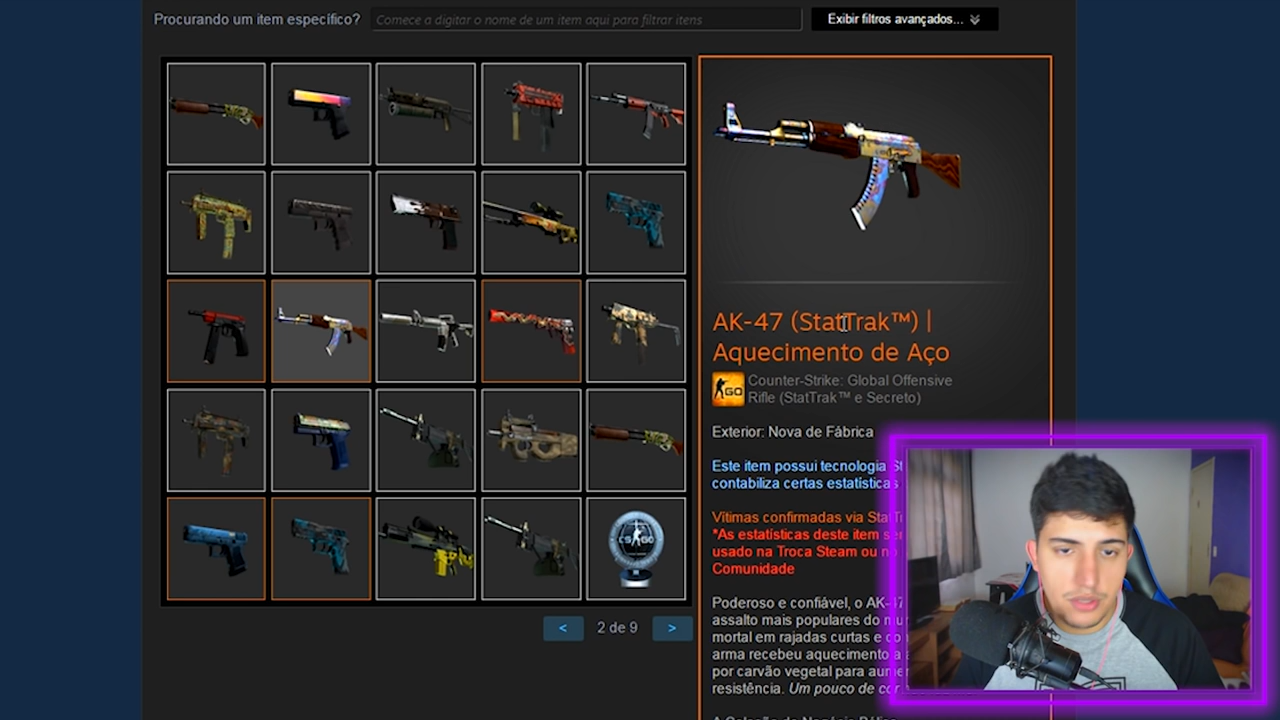 Procurando um item específico?
Comece a digitar o nome de um item aqui para filtrar itens
Exibir filtros avançados...
AK-47 (StatTrak™) |
Aquecimento de Aço
GO
Counter-Strike: Global Offensive
Rifle (StatTrak™ e Secreto)
Exterior: Nova de Fábrica
Este item possui tecnologia
contabiliza certas estatísticas
Vítimas confirmadas via
*As estatísticas deste item
usado na Troca Steam ou
Comunidade
Poderoso e confiável, o
assalto mais populares do
mortal em rajadas curtas e
arma recebeu aquecimento
por carvão vegetal para
resistência. Um pouco de
CS GO
< 2 de 9 >